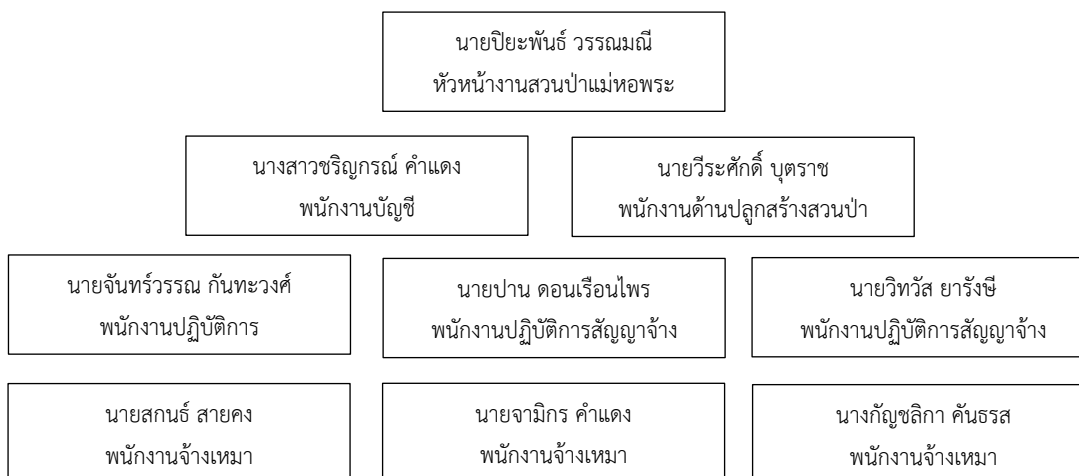 นายปิยะพันธ์ วรรณมณี
หัวหน้างานสวนป่าแม่หอพระ
นางสาวชริญกรณ์ คำแดง
พนักงานบัญชี
นายวีระศักดิ์ บุตราช
พนักงานด้านปลูกสร้างสวนป่า
นายจันทร์วรรณ กันทะวงศ์
พนักงานปฏิบัติการ
นายปาน ดอนเรือนไพร
พนักงานปฏิบัติการสัญญาจ้าง
นายวิทวัส ยารังษี
พนักงานปฏิบัติการสัญญาจ้าง
นายสกนธ์ สายคง
พนักงานจ้างเหมา
นายจามิกร คำแดง
พนักงานจ้างเหมา
นางกัญชลิกา คันธรส
พนักงานจ้างเหมา